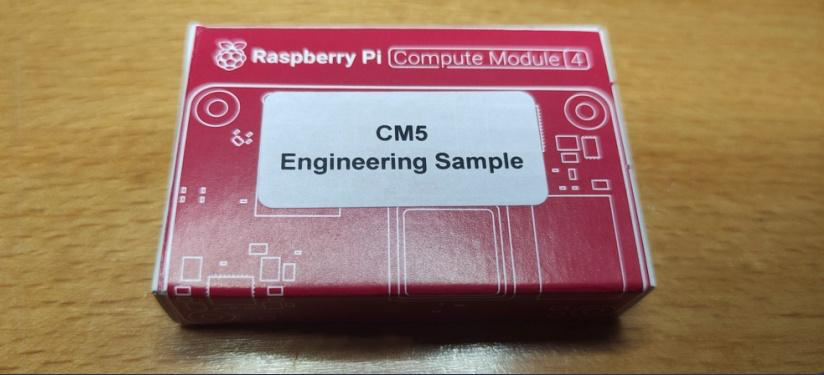 Raspberry Pi Compute Module 4
CM5
Engineering Sample